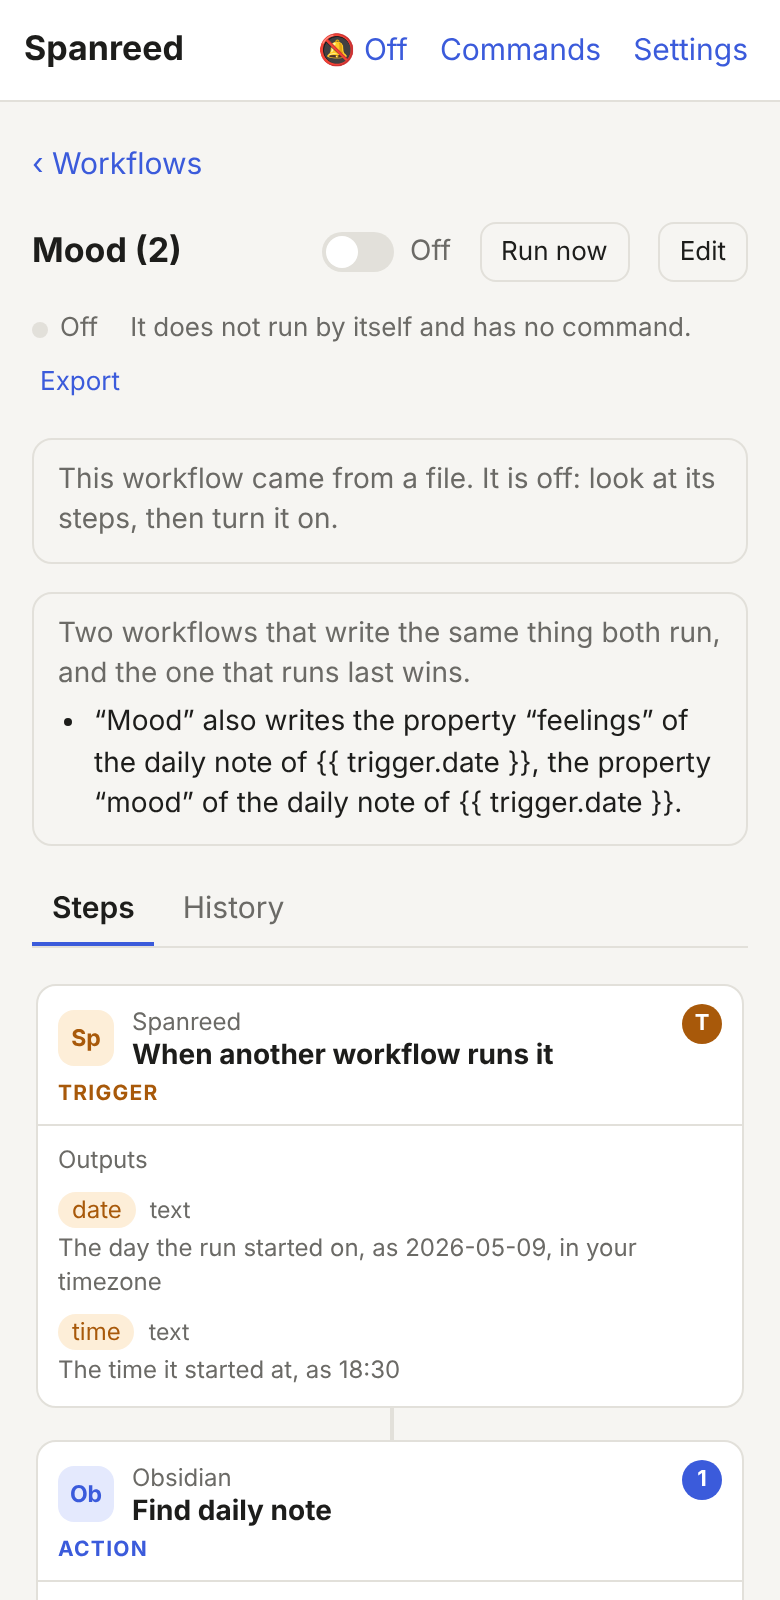 Spanreed
Off
Commands
Settings
‹ Workflows
Mood (2)
Off
Run now
Edit
Off
It does not run by itself and has no command.
Export
This workflow came from a file. It is off: look at its
steps, then turn it on.
Two workflows that write the same thing both run,
and the one that runs last wins.
• “Mood” also writes the property “feelings” of
the daily note of {{ trigger.date }}, the property
“mood” of the daily note of {{ trigger.date }}.
Steps
History
Sp
Spanreed
T
When another workflow runs it
TRIGGER
Outputs
date text
The day the run started on, as 2026-05-09, in your
timezone
time text
The time it started at, as 18:30
Ob
Obsidian
1
Find daily note
ACTION